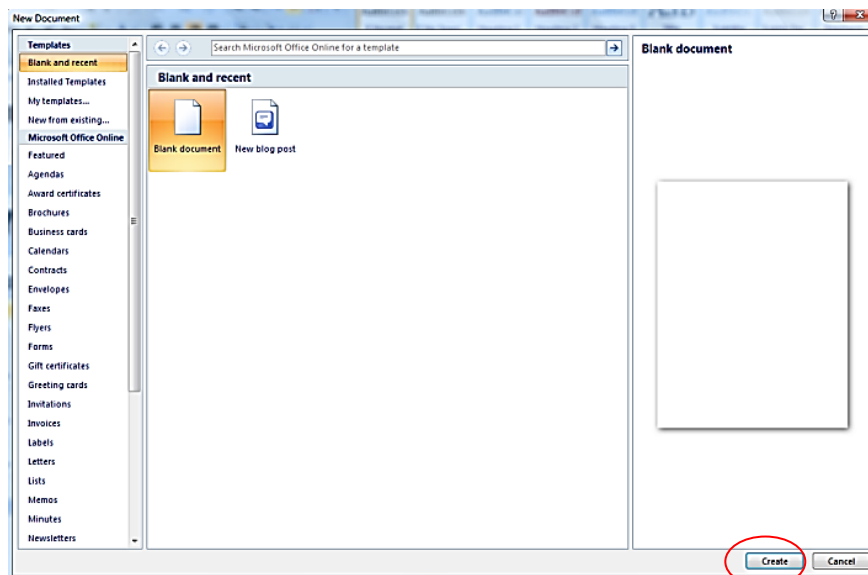 New Document
Templates
Blank and recent
Installed Templates
My templates...
New from existing...
Microsoft Office Online
Featured
Agendas
Award certificates
Brochures
Business cards
Calendars
Contracts
Envelopes
Faxes
Flyers
Forms
Gift certificates
Greeting cards
Invitations
Invoices
Labels
Letters
Lists
Memos
Minutes
Newsletters
Search Microsoft Office Online for a template
Blank and recent
Blank document
New blog post
Blank document
Create
Cancel